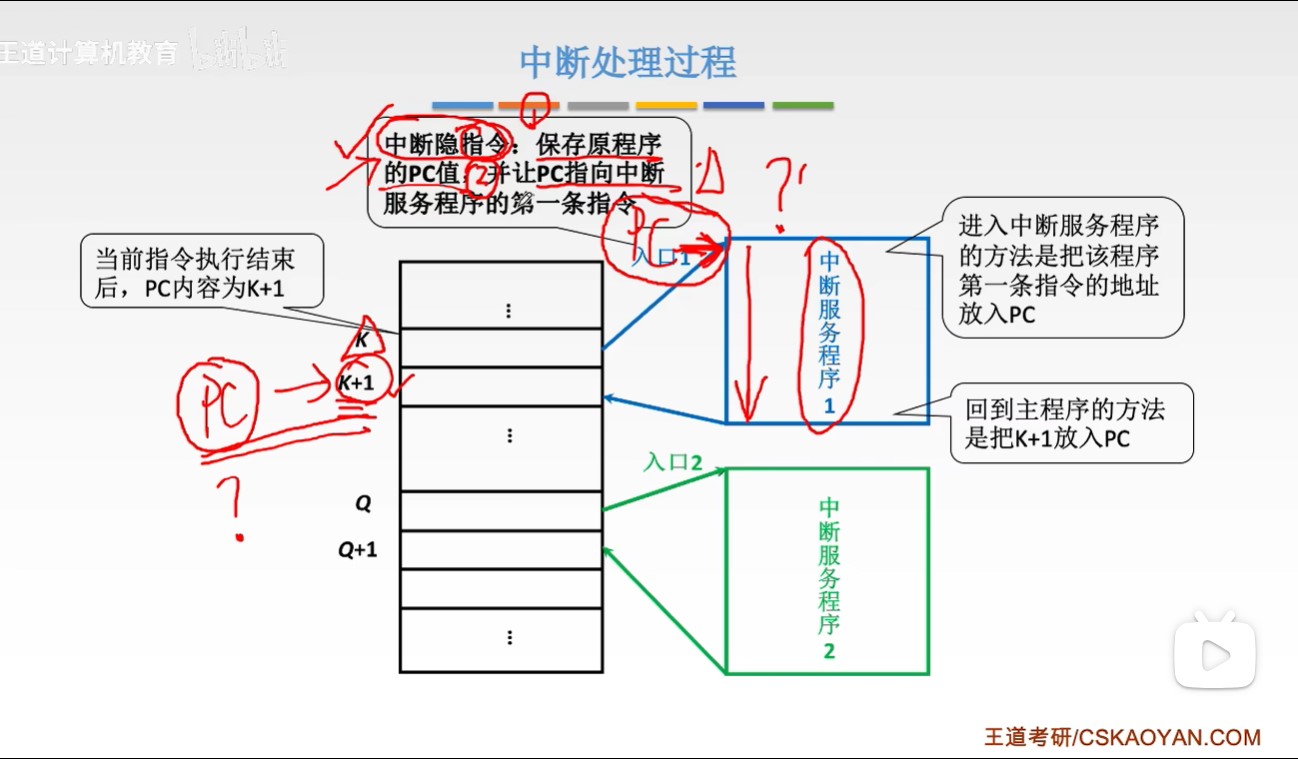 王道计算机教育 bilibili
中断处理过程
中断隐指令：保存原程序
的PC值，并让PC指向中断
服务程序的第一条指令
1
2
?
PC
入口1
当前指令执行结束
后，PC内容为K+1
K
K+1
PC
?
⋮
⋮
Q
Q+1
⋮
中断服务程序1
进入中断服务程序
的方法是把该程序
第一条指令的地址
放入PC
回到主程序的方法
是把K+1放入PC
入口2
中断服务程序2
王道考研/CSKAOYAN.COM